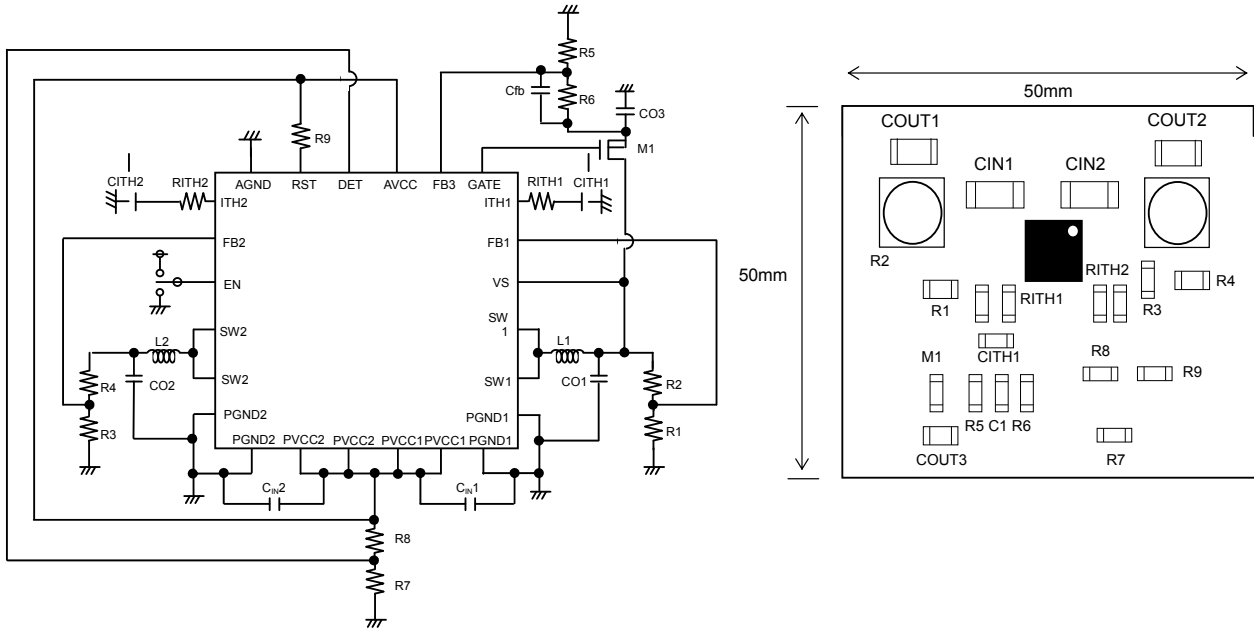 R5
Cfb
R6
CO3
R9
M1
CITH2
RITH2
AGND
RST
DET
AVCC
FB3
GATE
RITH1
CITH1
ITH2
ITH1
FB2
FB1
EN
VS
SW2
SW
1
L2
L1
R4
CO2
SW2
SW1
CO1
R2
R3
PGND2
PGND1
R1
PGND2
PVCC2
PVCC2
PVCC1
PVCC1
PGND1
CIN2
CIN1
R8
R7
50mm
50mm
COUT1
COUT2
CIN1
CIN2
R2
RITH2
R1
RITH1
R3
R4
M1
CITH1
R8
R9
R5
C1
R6
COUT3
R7